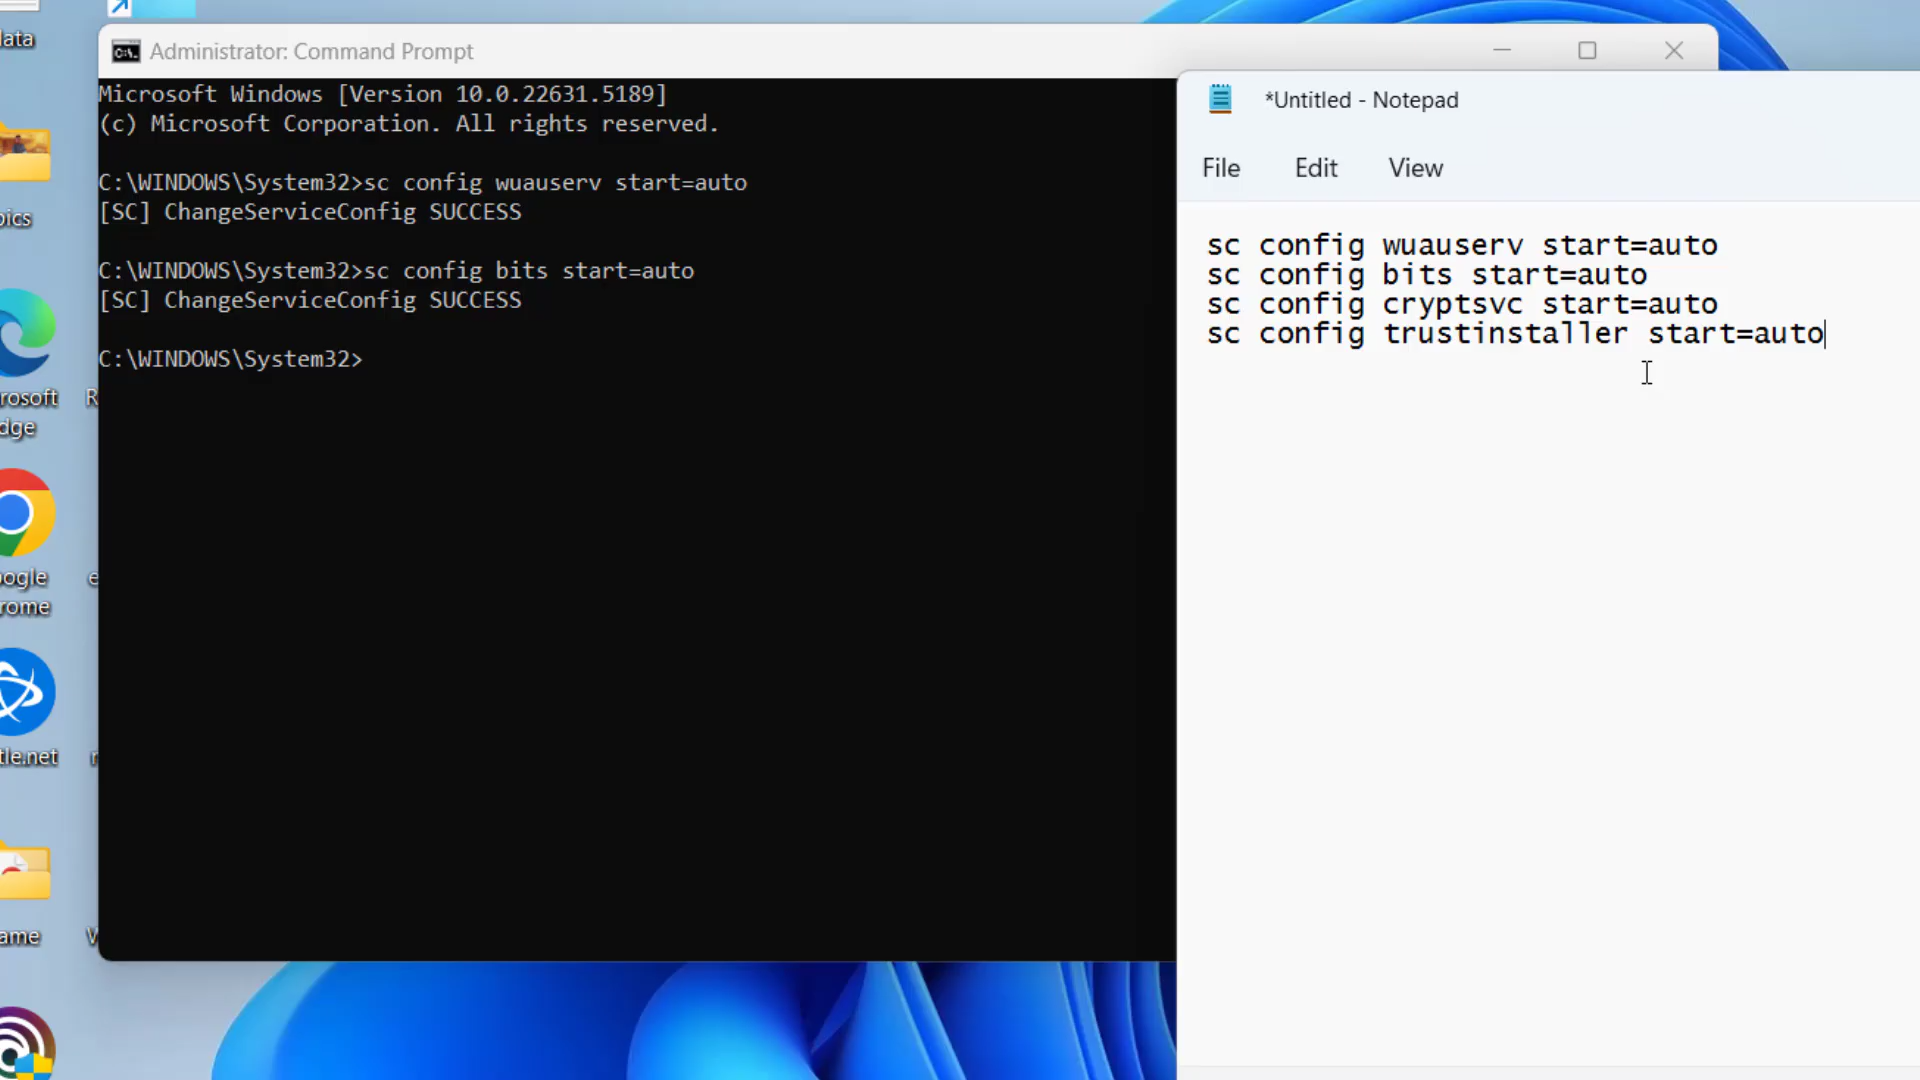 Administrator: Command Prompt
Microsoft Windows [Version 10.0.22631.5189]
(c) Microsoft Corporation. All rights reserved.
C:\WINDOWS\System32>sc config wuauserv start=auto
[SC] ChangeServiceConfig SUCCESS
C:\WINDOWS\System32>sc config bits start=auto
[SC] ChangeServiceConfig SUCCESS
C:\WINDOWS\System32>
*Untitled - Notepad
File Edit View
sc config wuauserv start=auto
sc config bits start=auto
sc config cryptsvc start=auto
sc config trustinstaller start=auto